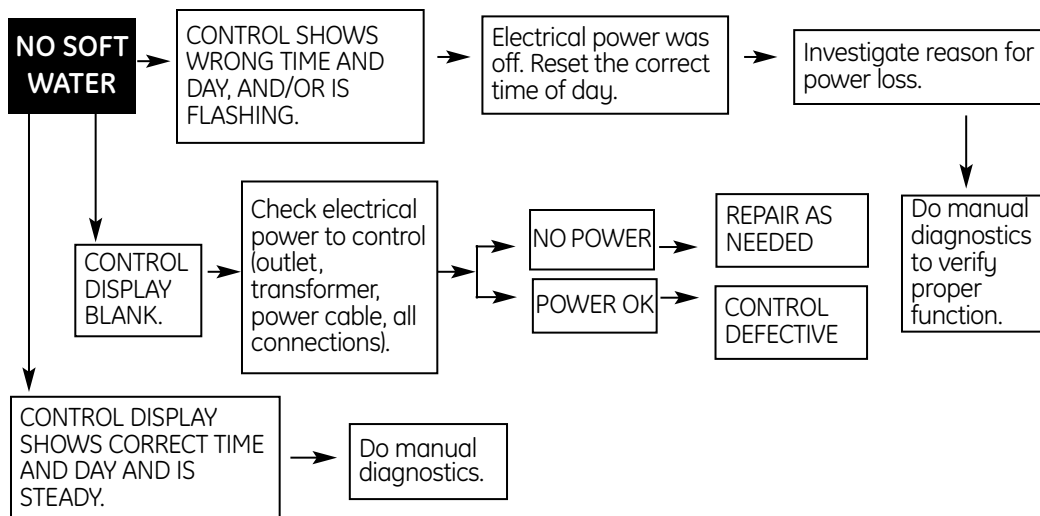 NO SOFT
WATER
CONTROL SHOWS
WRONG TIME AND
DAY, AND/OR IS
FLASHING.
Electrical power was
off. Reset the correct
time of day.
Investigate reason for
power loss.
Do manual
diagnostics
to verify
proper
function.
CONTROL
DISPLAY
BLANK.
Check electrical
power to control
(outlet,
transformer,
power cable, all
connections).
NO POWER
REPAIR AS
NEEDED
POWER OK
CONTROL
DEFECTIVE
CONTROL DISPLAY
SHOWS CORRECT TIME
AND DAY AND IS
STEADY.
Do manual
diagnostics.